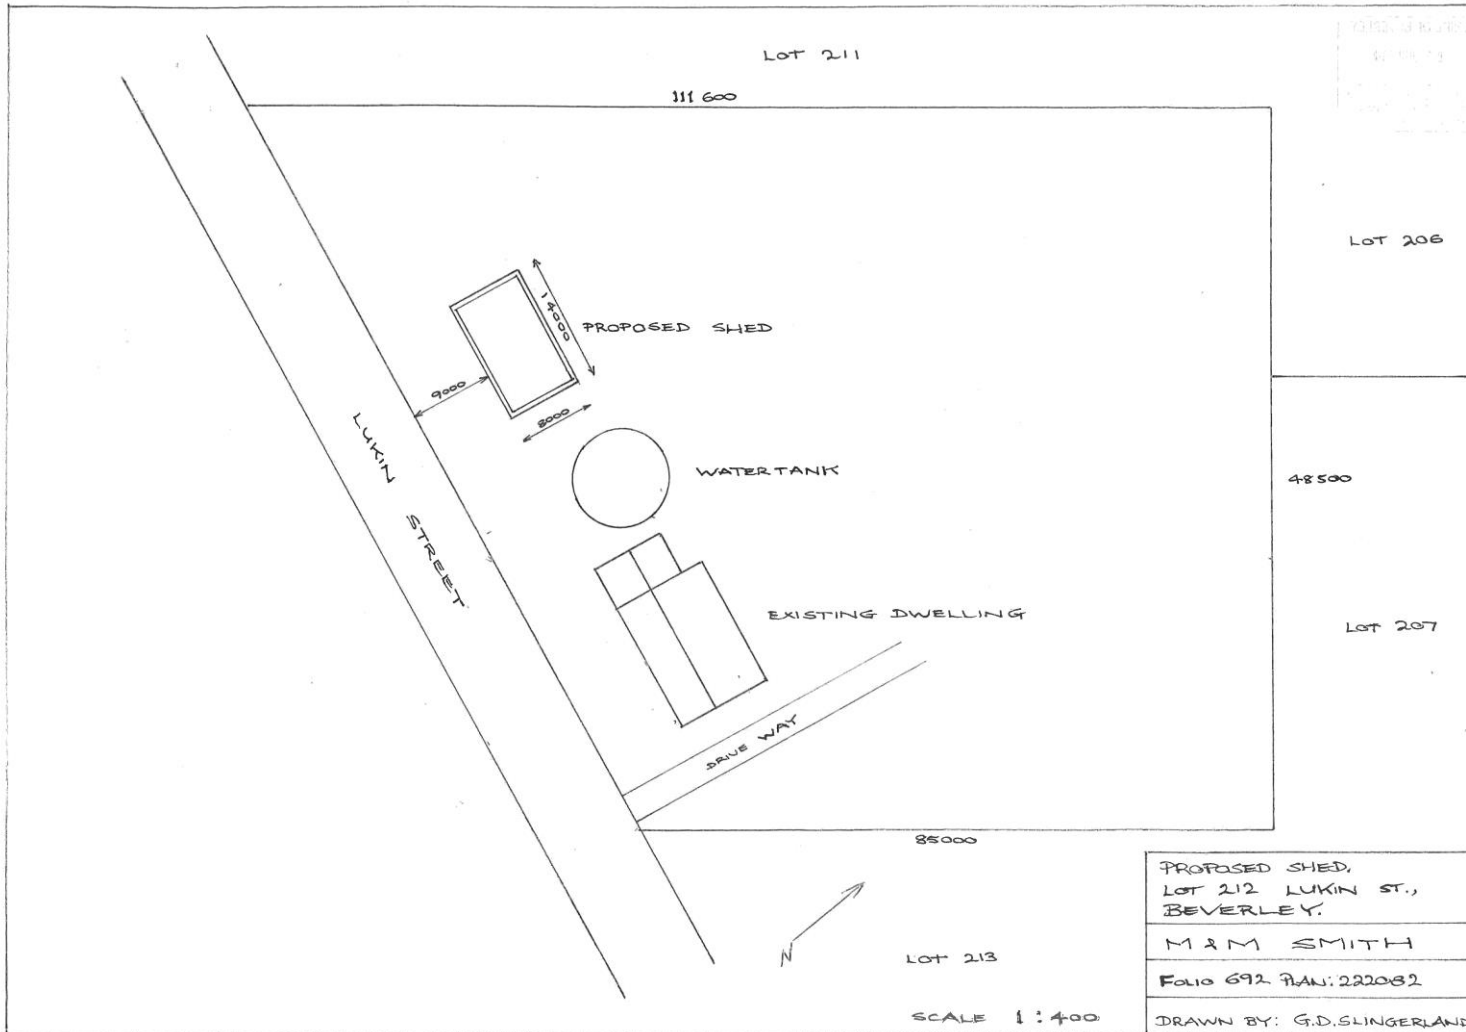 LOT 211
111 600
LOT 206
14000
PROPOSED SHED
9000
8000
LUKIN STREET
WATER TANK
48500
EXISTING DWELLING
LOT 207
DRIVE WAY
85000
PROPOSED SHED,
LOT 212 LUKIN ST.,
BEVERLEY.
M & M SMITH
FOLIO 692 PLAN: 222082
DRAWN BY: G.D.SLINGERLAND
N
LOT 213
SCALE 1:400